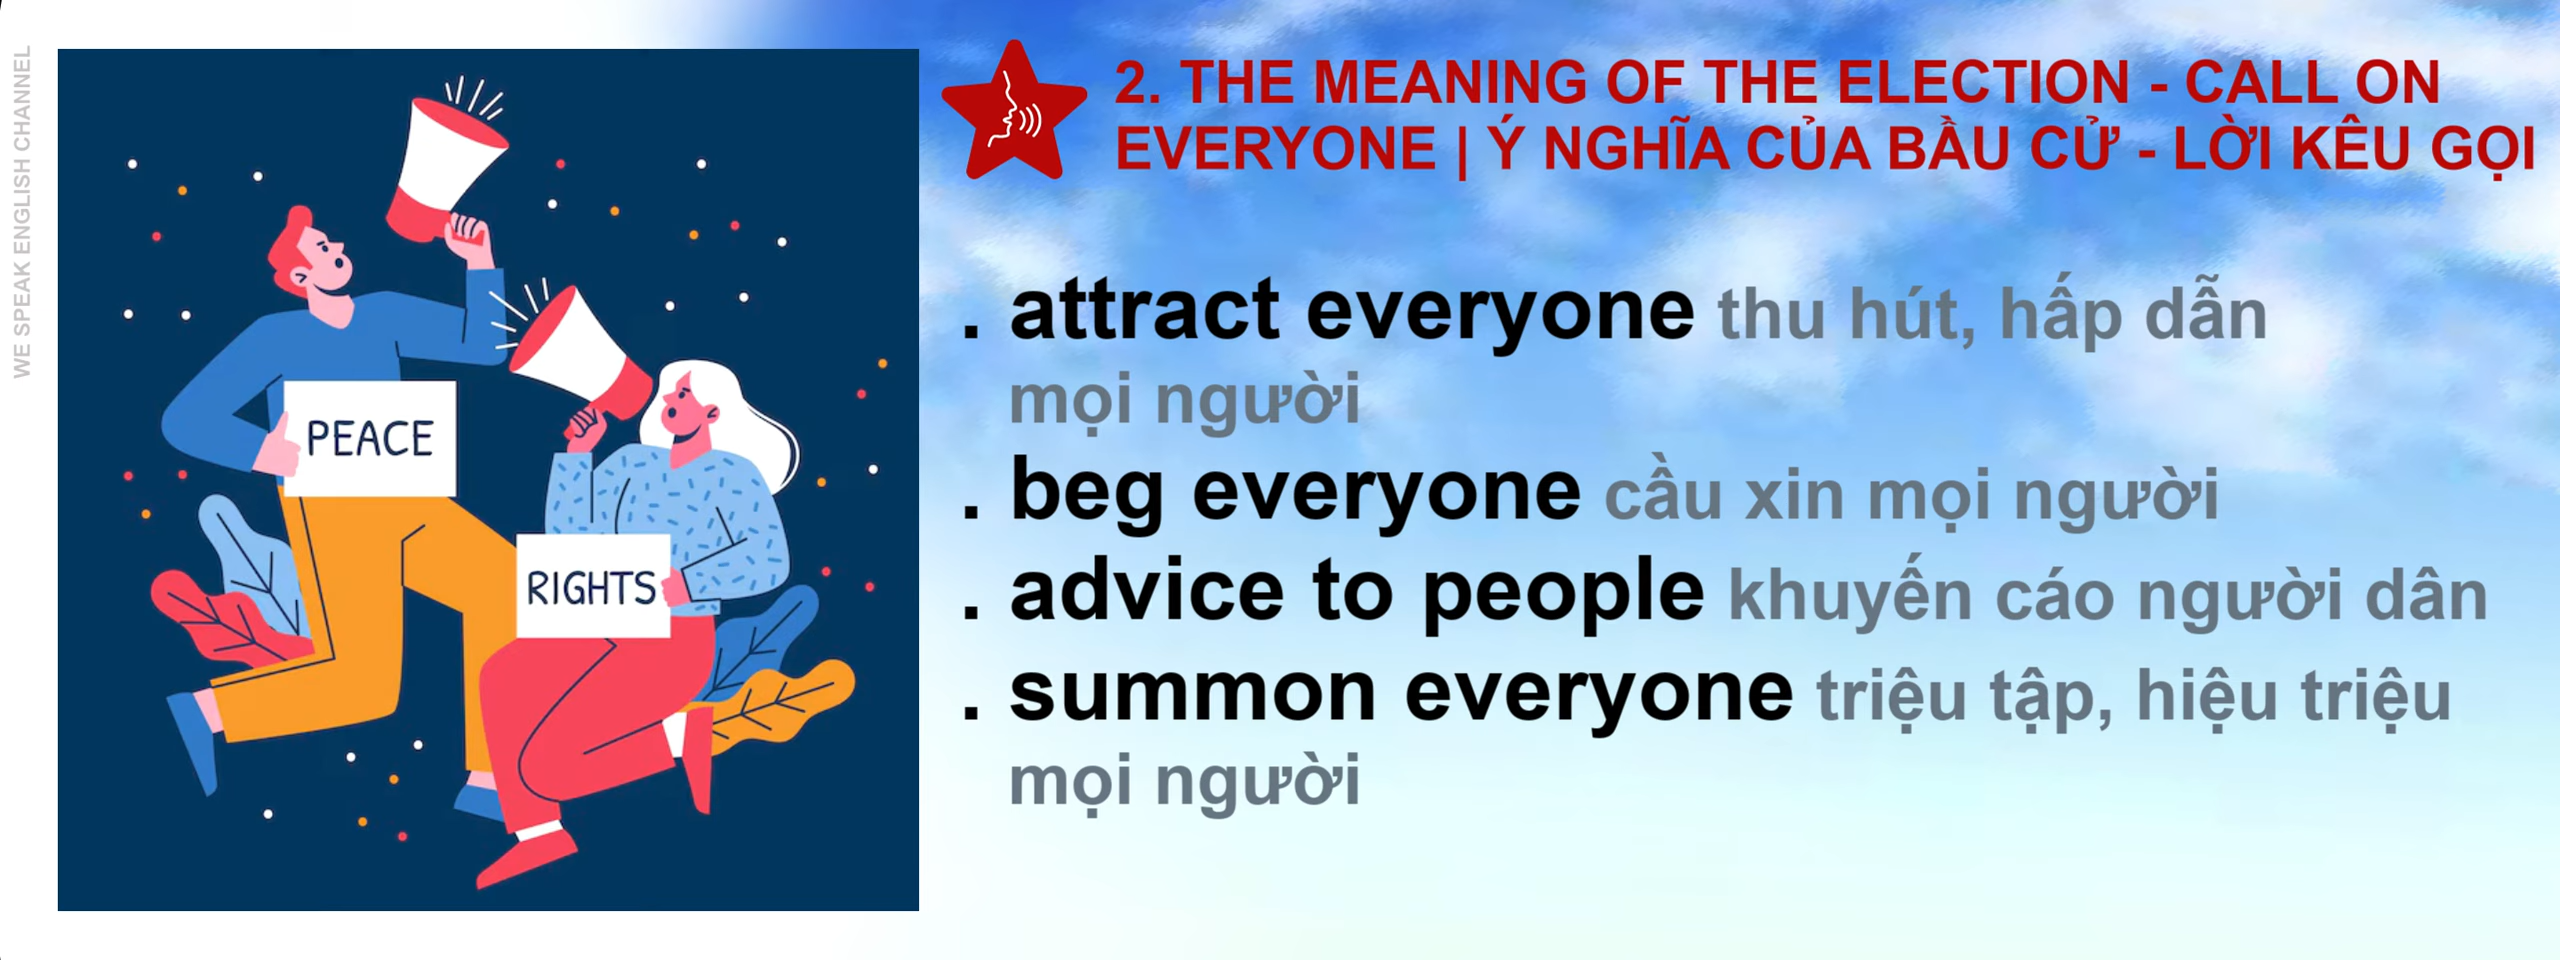 WE SPEAK ENGLISH CHANNEL
PEACE
RIGHTS
2. THE MEANING OF THE ELECTION - CALL ON
EVERYONE | Ý NGHĨA CỦA BẦU CỬ - LỜI KÊU GỌI
. attract everyone thu hút, hấp dẫn
mọi người
. beg everyone cầu xin mọi người
. advice to people khuyến cáo người dân
. summon everyone triệu tập, hiệu triệu
mọi người